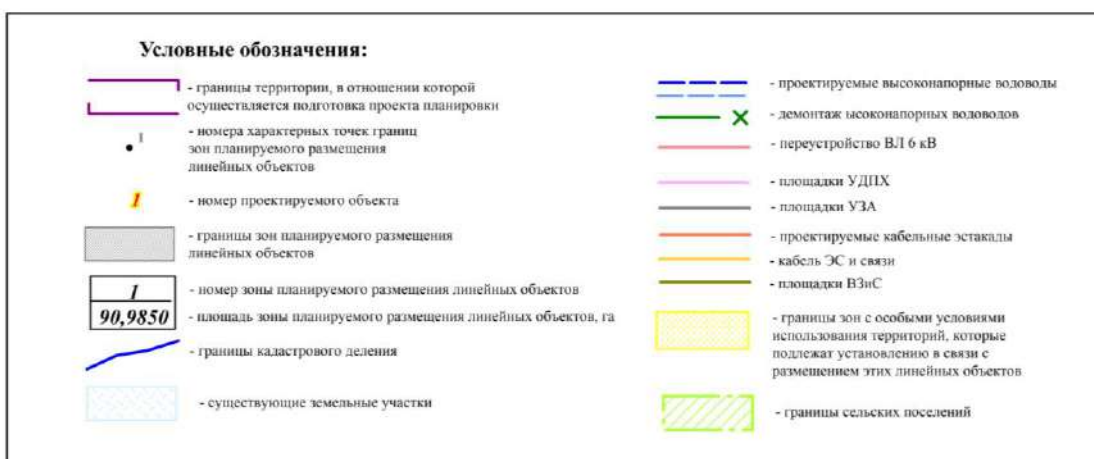 Условные обозначения:
- границы территории, в отношении которой
осуществляется подготовка проекта планировки
1
- номера характерных точек границ
зон планируемого размещения
линейных объектов
1
- номер проектируемого объекта
- границы зон планируемого размещения
линейных объектов
1
- номер зоны планируемого размещения линейных объектов
90,9850
- площадь зоны планируемого размещения линейных объектов, га
- границы кадастрового деления
- существующие земельные участки
- проектируемые высоконапорные водоводы
- демонтаж ысоконапорных водоводов
- переустройство ВЛ 6 кВ
- площадки УДПХ
- площадки УЗА
- проектируемые кабельные эстакады
- кабель ЭС и связи
- площадки ВЗиС
- границы зон с особыми условиями
использования территорий, которые
подлежат установлению в связи с
размещением этих линейных объектов
- границы сельских поселений